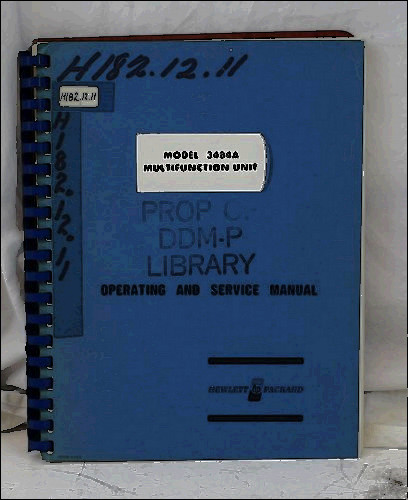 H182.12.11
H182.12.11
H182.12.11
MODEL 3484A
MULTIFUNCTION UNIT
PROP
DDM-P
LIBRARY
OPERATING AND SERVICE MANUAL
HEWLETT hp PACKARD